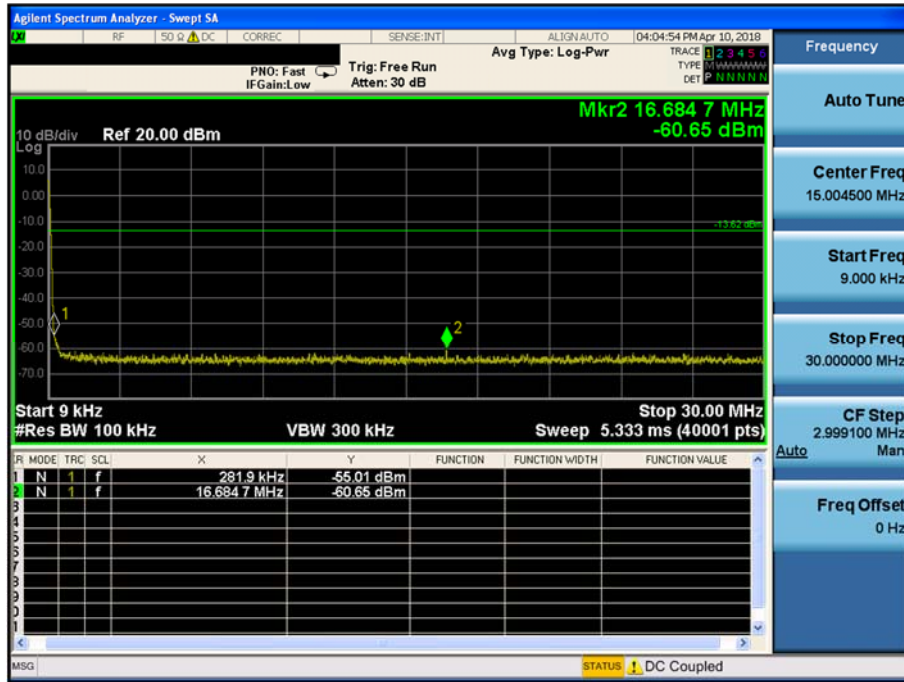 Agilent Spectrum Analyzer - Swept SA
LXI RF 50 Ω DC CORREC SENSE:INT ALIGNAUTO 04:04:54 PM Apr 10, 2018
PNO: Fast Trig: Free Run Avg Type: Log-Pwr TRACE 1 2 3 4 5 6
IFGain:Low Atten: 30 dB TYPE M W W W W W
DET P N N N N N
Mkr2 16.684 7 MHz
-60.65 dBm
10 dB/div Ref 20.00 dBm
Log
10.0
0.00
-10.0
-13.62 dBm
-20.0
-30.0
-40.0
-50.0
1
2
-60.0
-70.0
Start 9 kHz Stop 30.00 MHz
#Res BW 100 kHz VBW 300 kHz Sweep 5.333 ms (40001 pts)
MODE TRC SCL X Y FUNCTION FUNCTION WIDTH FUNCTION VALUE
1 N 1 f 281.9 kHz -55.01 dBm
2 N 1 f 16.684 7 MHz -60.65 dBm
3
4
5
6
7
8
9
MSG STATUS DC Coupled
Frequency
Auto Tune
Center Freq
15.004500 MHz
Start Freq
9.000 kHz
Stop Freq
30.000000 MHz
CF Step
2.999100 MHz
Auto Man
Freq Offset
0 Hz